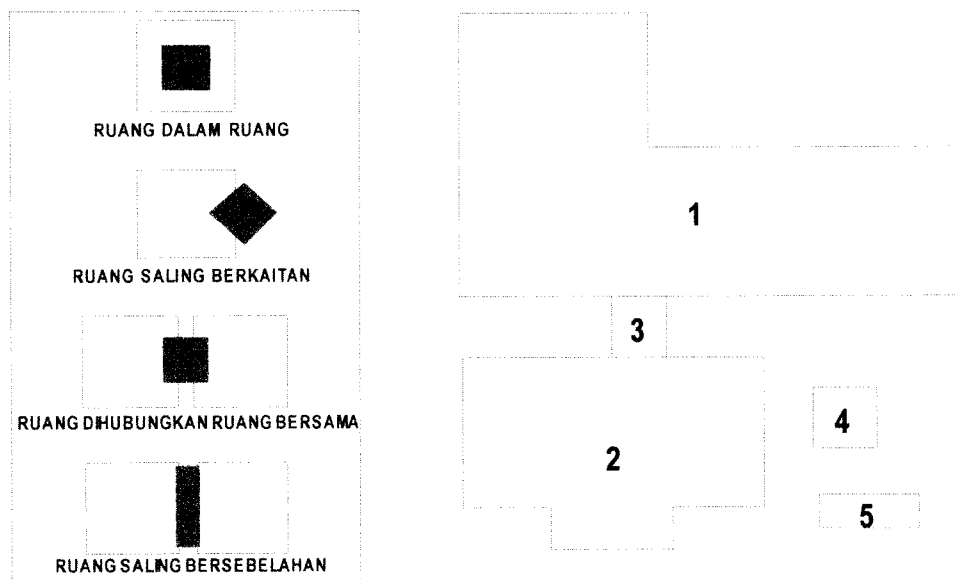 RUANG DALAM RUANG
RUANG SALING BERKAITAN
RUANG DIHUBUNGKAN RUANG BERSAMA
RUANG SALING BERSEBELAHAN
1
3
2
4
5